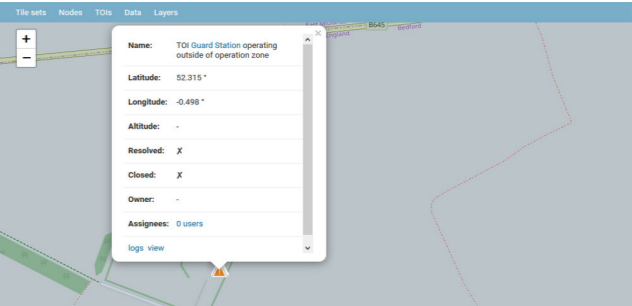 Tile sets Nodes TOIs Data Layers
B645
England
Bedford
+
−
×
Name: TOI Guard Station operating
outside of operation zone
Latitude: 52.315 °
Longitude: -0.498 °
Altitude: -
Resolved: ✗
Closed: ✗
Owner: -
Assignees: 0 users
logs view